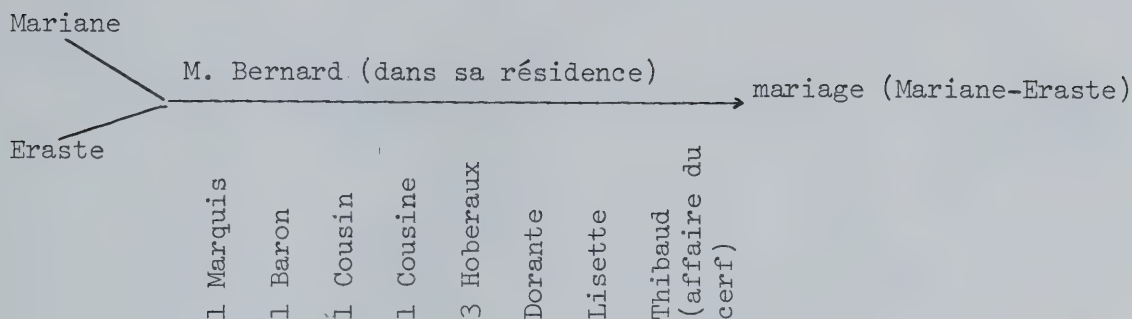 Mariane
M. Bernard (dans sa résidence)
mariage (Mariane-Eraste)
Eraste
1 Marquis
1 Baron
1 Cousin
1 Cousine
3 Hoberaux
Dorante
Lisette
Thibaud
(affaire du
cerf)